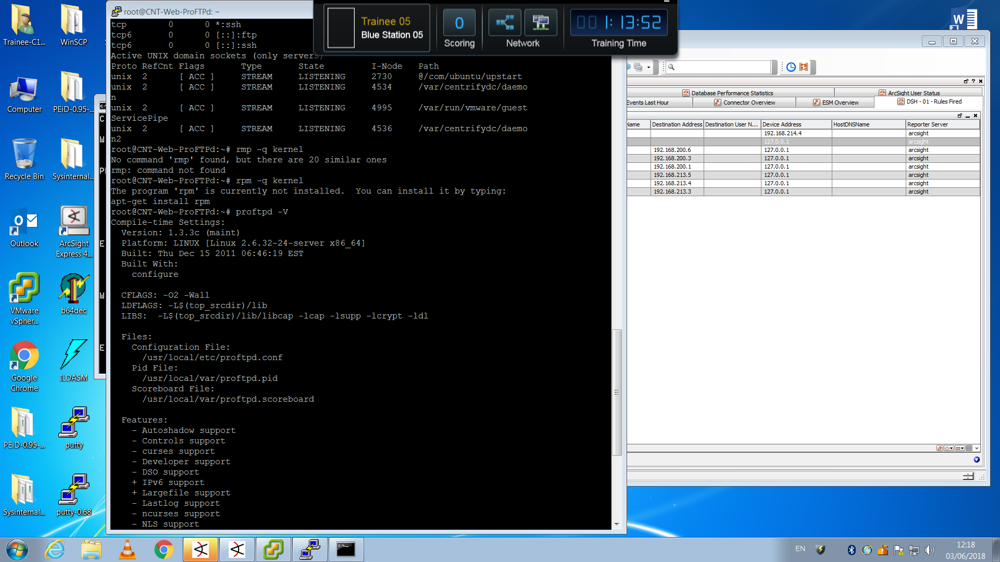 root@CNT-Web-ProFTPd: ~
tcp 0 0 *:ssh
tcp6 0 0 [::]:ftp
tcp6 0 0 [::]:ssh
Active UNIX domain sockets (only servers)
Proto RefCnt Flags Type State I-Node Path
unix 2 [ ACC ] STREAM LISTENING 2730 @/com/ubuntu/upstart
unix 2 [ ACC ] STREAM LISTENING 4534 /var/centrifydc/daemo
n
unix 2 [ ACC ] STREAM LISTENING 4995 /var/run/vmware/guest
ServicePipe
unix 2 [ ACC ] STREAM LISTENING 4536 /var/centrifydc/daemo
n2
root@CNT-Web-ProFTPd:~# rmp -q kernel
No command 'rmp' found, but there are 20 similar ones
rmp: command not found
root@CNT-Web-ProFTPd:~# rpm -q kernel
The program 'rpm' is currently not installed.  You can install it by typing:
apt-get install rpm
root@CNT-Web-ProFTPd:~# proftpd -V
Compile-time Settings:
Version: 1.3.3c (maint)
Platform: LINUX [Linux 2.6.32-24-server x86_64]
Built: Thu Dec 15 2011 06:46:19 EST
Built With:
configure
CFLAGS: -O2 -Wall
LDFLAGS: -L$(top_srcdir)/lib
LIBS:  -L$(top_srcdir)/lib/libcap -lcap -lsupp -lcrypt -ldl
Files:
Configuration File:
/usr/local/etc/proftpd.conf
Pid File:
/usr/local/var/proftpd.pid
Scoreboard File:
/usr/local/var/proftpd.scoreboard
Features:
- Autoshadow support
- Controls support
- curses support
- Developer support
- DSO support
+ IPv6 support
+ Largefile support
- Lastlog support
- ncurses support
- NLS support
Trainee 05
Blue Station 05
0
Scoring
Network
1:13:52
Training Time
Database Performance Statistics
ArcSight User Status
Events Last Hour
Connector Overview
ESM Overview
DSH - 01 - Rules Fired
Name Destination Address Destination User N... Device Address HostDNSName Reporter Server
192.168.214.4 arcsight
127.0.0.1 arcsight
192.168.200.6 127.0.0.1 arcsight
192.168.200.3 127.0.0.1 arcsight
192.168.200.1 127.0.0.1 arcsight
192.168.213.5 127.0.0.1 arcsight
192.168.213.4 127.0.0.1 arcsight
192.168.213.3 127.0.0.1 arcsight
Trainee-C1...
WinSCP
Computer
PEiD-0.95-...
Recycle Bin
Sysinternal...
Outlook
ArcSight
Express 4...
VMware
vSpher...
b64dec
Google
Chrome
ILDASM
PEiD-0.95-...
putty
Sysinternal...
putty-0.68
EN
12:18
03/06/2018